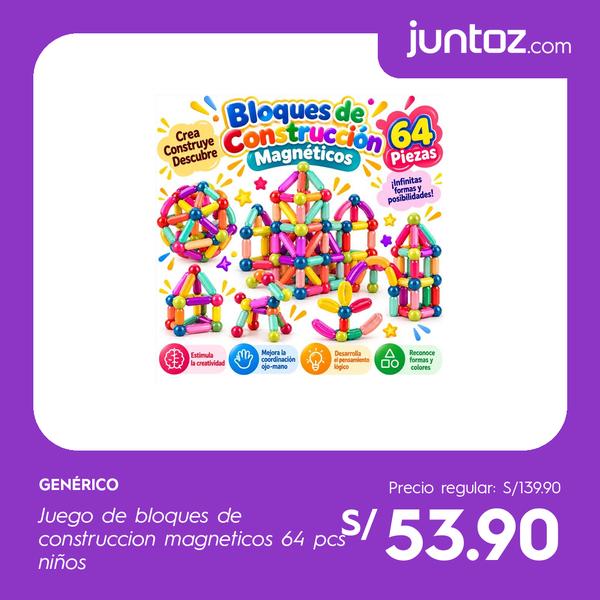 juntoz.com
Bloques de
Construcción
Magnéticos
Crea
Construye
Descubre
64
Piezas
¡Infinitas
formas y
posibilidades!
Estimula
la creatividad
Mejora la
coordinación
ojo-mano
Desarrolla
el pensamiento
lógico
Reconoce
formas y
colores
GENÉRICO
Juego de bloques de
construccion magneticos 64 pcs
niños
Precio regular: S/139.90
S/ 53.90